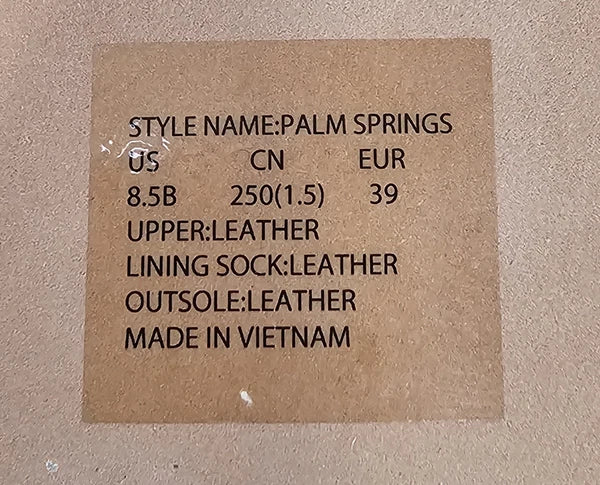 STYLE NAME:PALM SPRINGS
US CN EUR
8.5B 250(1.5) 39
UPPER:LEATHER
LINING SOCK:LEATHER
OUTSOLE:LEATHER
MADE IN VIETNAM